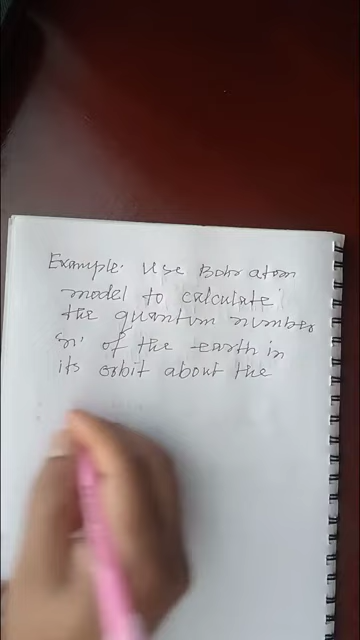 Example. Use Bohr atom
model to calculate
the quantum number
'n' of the earth in
its orbit about the